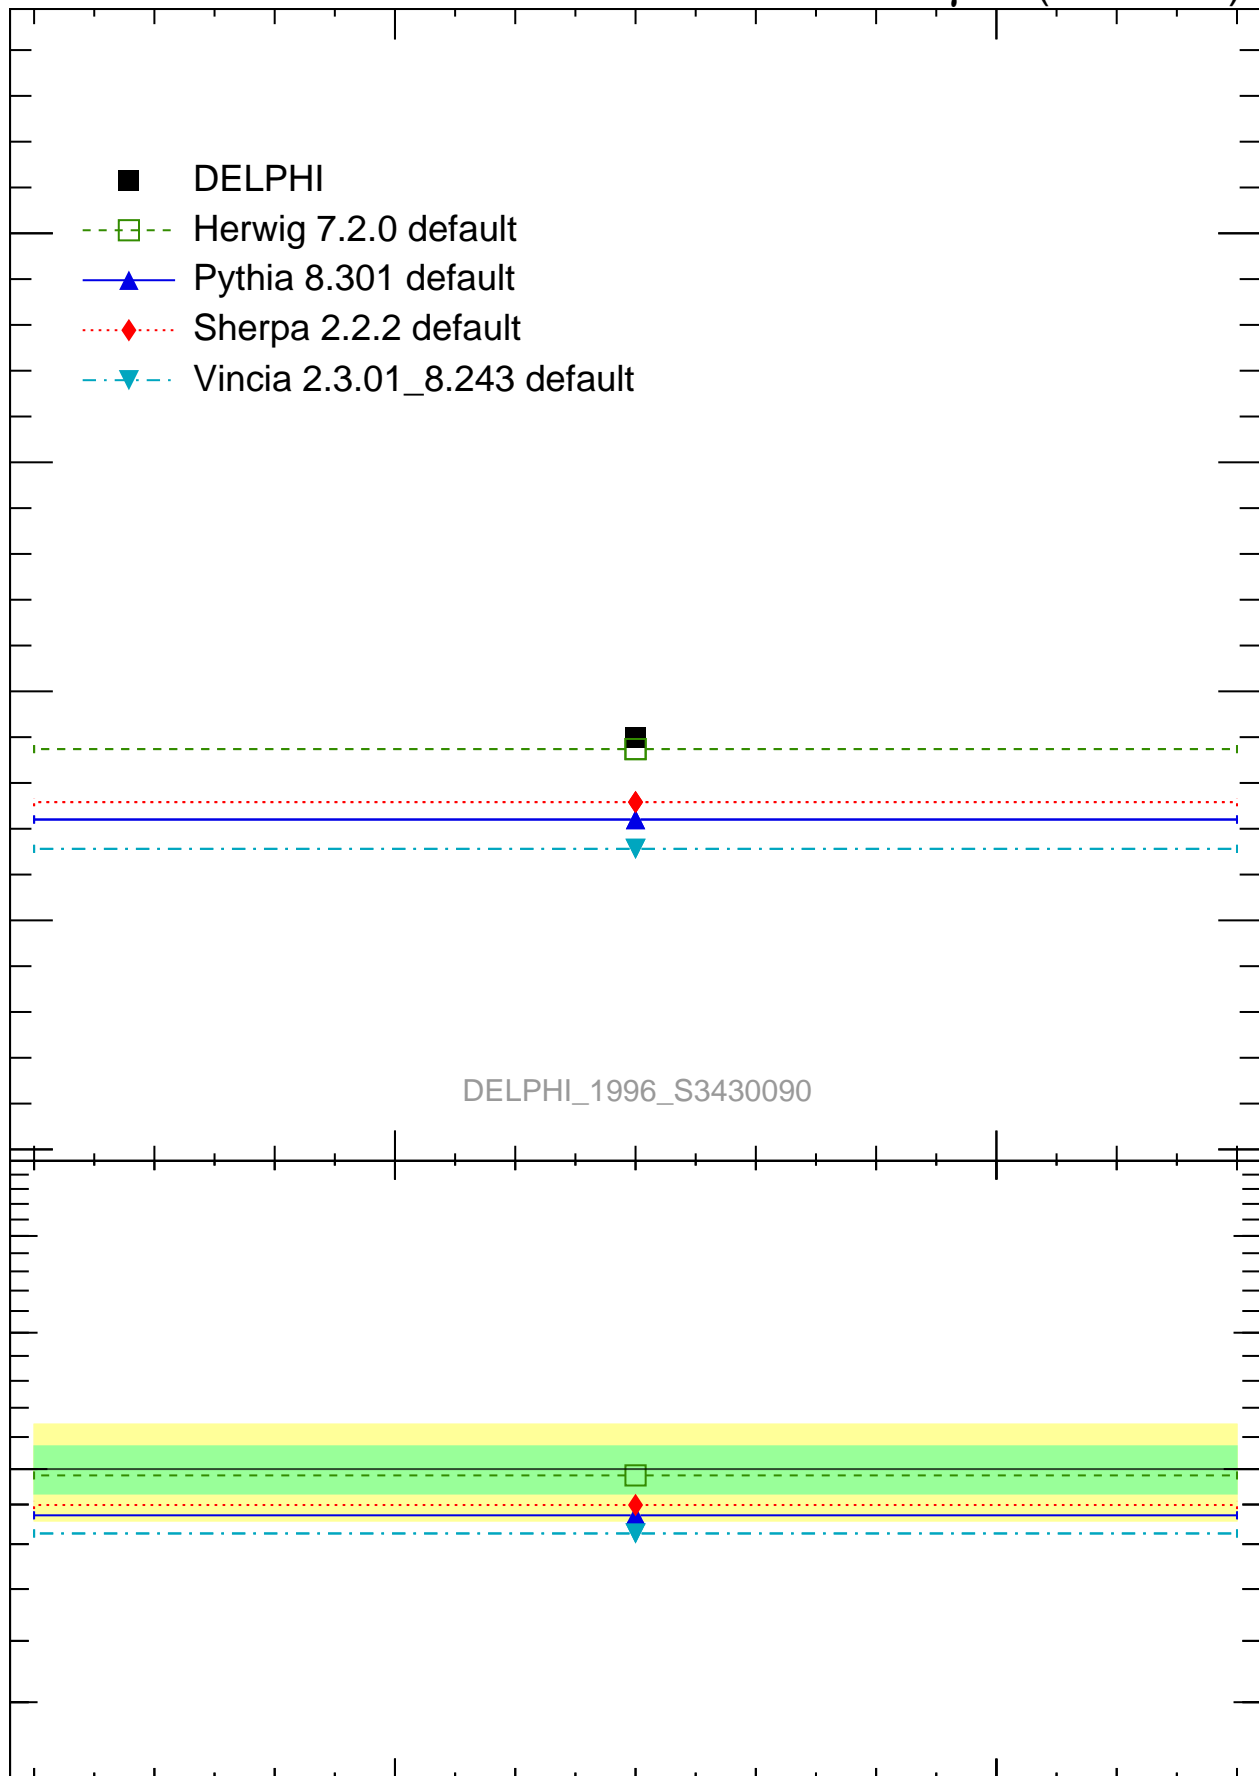 DELPHI
Herwig 7.2.0 default
Pythia 8.301 default
Sherpa 2.2.2 default
Vincia 2.3.01_8.243 default
DELPHI_1996_S3430090